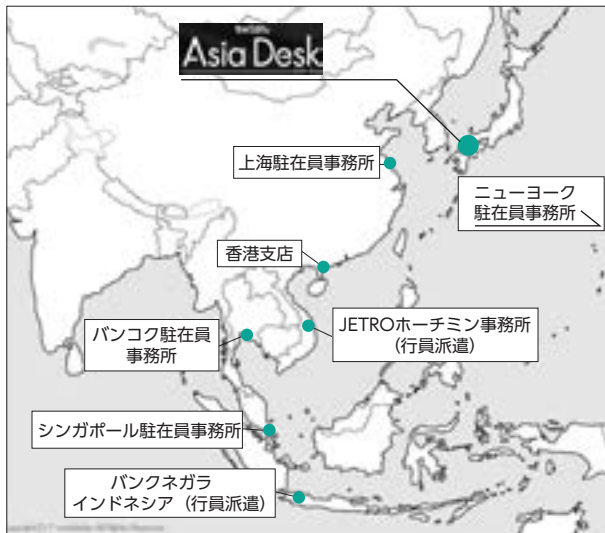 Asia Desk
上海駐在員事務所
ニューヨーク
駐在員事務所
香港支店
JETROホーチミン事務所
（行員派遣）
バンコク駐在員
事務所
シンガポール駐在員事務所
バンクネガラ
インドネシア（行員派遣）